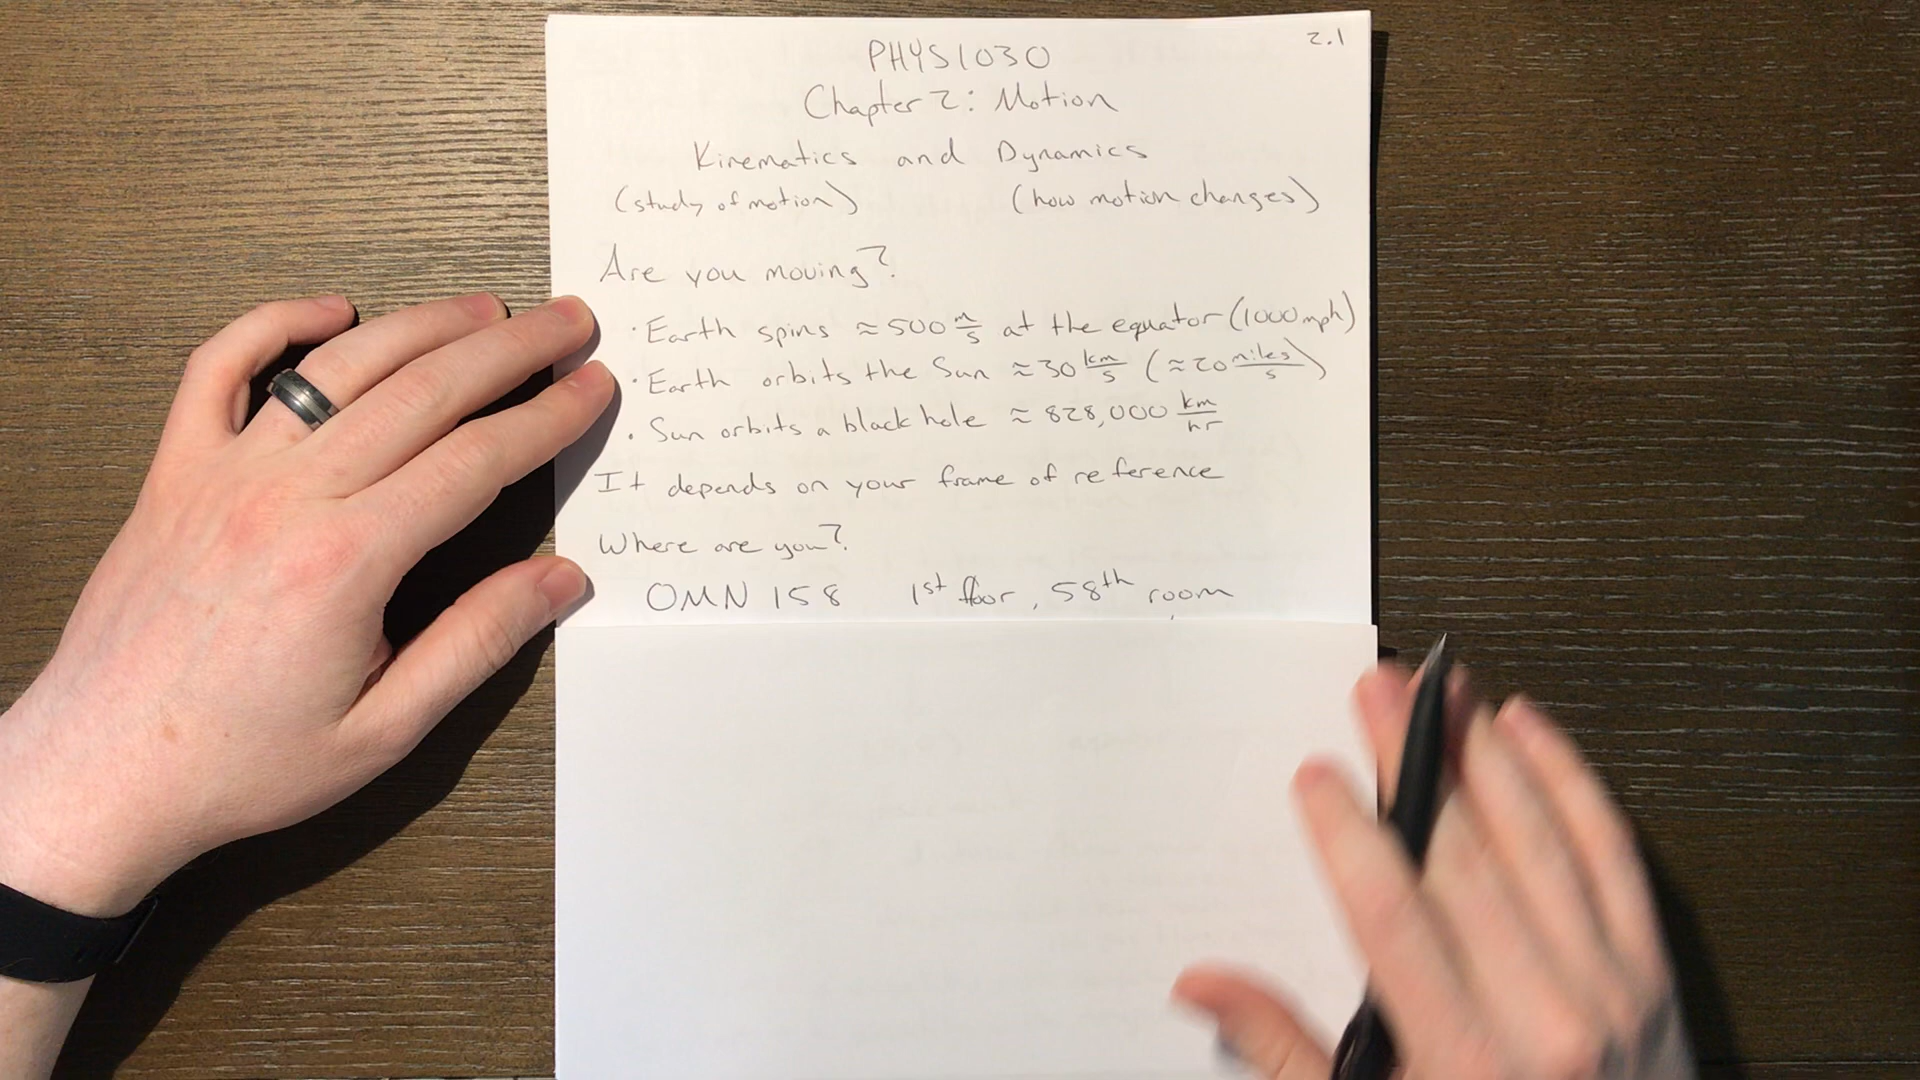 2.1
PHYS1030
Chapter 2: Motion
Kinematics and Dynamics
(study of motion) (how motion changes)
Are you moving?
· Earth spins ≈ 500 m/s at the equator (1000 mph)
· Earth orbits the Sun ≈ 30 km/s (≈ 20 miles/s)
· Sun orbits a black hole ≈ 828,000 km/hr
It depends on your frame of reference
Where are you?
OMN 158 1st floor, 58th room